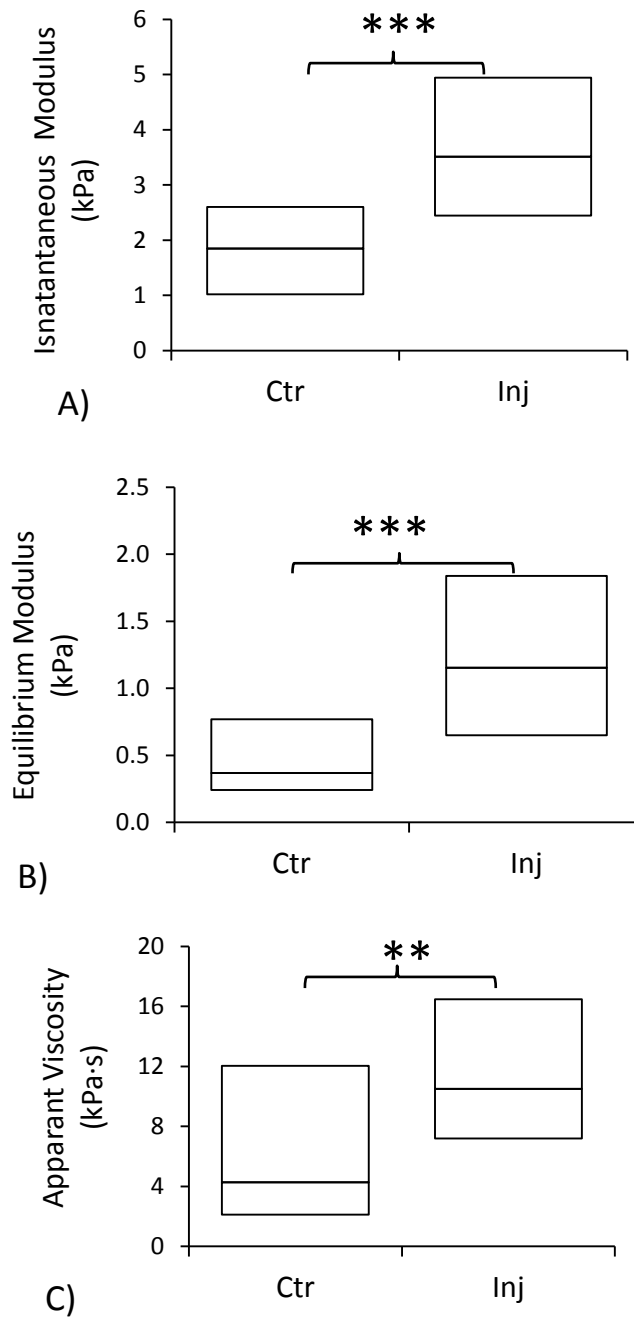 6
5
4
3
2
1
0
Isnatantaneous Modulus
(kPa)
***
Ctr Inj
A)
2.5
2.0
1.5
1.0
0.5
0.0
Equilibrium Modulus
(kPa)
***
Ctr Inj
B)
20
16
12
8
4
0
Apparant Viscosity
(kPa·s)
**
Ctr Inj
C)